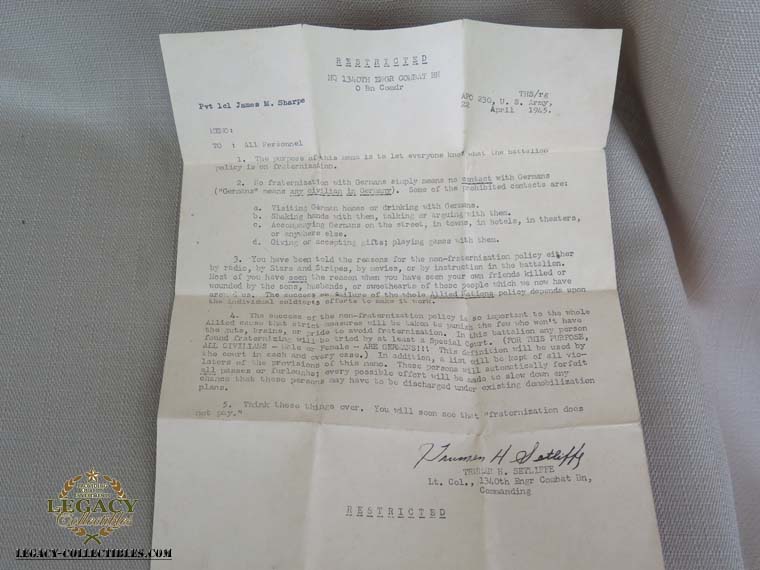 R E S T R I C T E D
HQ 1340TH ENGR COMBAT BN
O Bn Comdr
THS/rg
Pvt 1cl James M. Sharpe
APO 230, U. S. Army,
22 April 1945.
MEMO:
TO : All Personnel
1. The purpose of this memo is to let everyone know what the battalion
policy is on fraternization.
2. No fraternization with Germans simply means no contact with Germans
("Germans" means any civilian in Germany). Some of the prohibited contacts are:
a. Visiting German homes or drinking with Germans.
b. Shaking hands with them, talking or arguing with them.
c. Accompanying Germans on the street, in towns, in hotels, in theaters,
or anywhere else.
d. Giving or accepting gifts; playing games with them.
3. You have been told the reasons for the non-fraternization policy either
by radio, by Stars and Stripes, by movies, or by instruction in the battalion.
Most of you have seen the reason when you have seen your own friends killed or
wounded by the sons, husbands, or sweethearts of these people which we now have
around us. The success or failure of the whole Allied Nations policy depends upon
the individual soldiers efforts to make it work.
4. The success of the non-fraternization policy is so important to the whole
Allied cause that strict measures will be taken to punish the few who won't have
the guts, brains, or pride to avoid fraternization. In this battalion any person
found fraternizing will be tried by at least a Special Court. (FOR THIS PURPOSE,
ALL CIVILIANS - Male or Female - ARE GERMANS!!! This definition will be used by
the court in each and every case.) In addition, a list will be kept of all vio-
lators of the provisions of this memo. These persons will automatically forfeit
all passes or furloughs; every possible effort will be made to slow down any
chance that these persons may have to be discharged under existing demobilization
plans.
5. Think these things over. You will soon see that "fraternization does
not pay."
Truman H Setliffe
TRUMAN H. SETLIFFE
Lt. Col., 1340th Engr Combat Bn,
Commanding
R E S T R I C T E D
LEGACY
Collectibles
LEGACY-COLLECTIBLES.COM